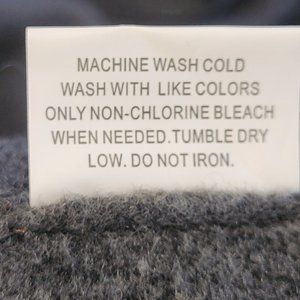 MACHINE WASH COLD
WASH WITH LIKE COLORS
ONLY NON-CHLORINE BLEACH
WHEN NEEDED.TUMBLE DRY
LOW. DO NOT IRON.